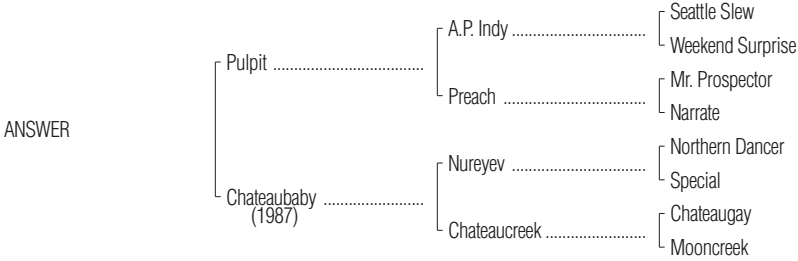 Seattle Slew
A.P. Indy ....................................
Weekend Surprise
Pulpit ........................................
Mr. Prospector
Preach ......................................
Narrate
ANSWER
Northern Dancer
Nureyev ....................................
Special
Chateaubaby ...........................
(1987)
Chateaugay
Chateaucreek ...........................
Mooncreek